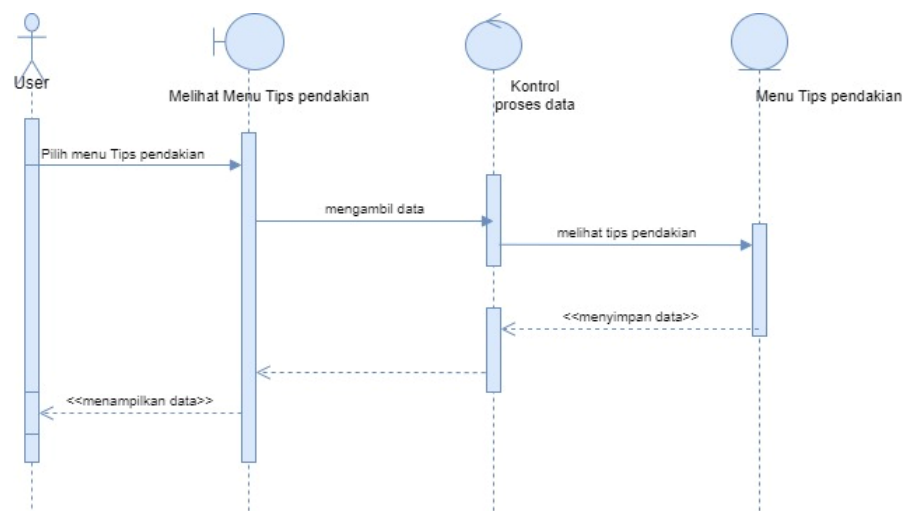 User
Melihat Menu Tips pendakian
Kontrol
proses data
Menu Tips pendakian
Pilih menu Tips pendakian
mengambil data
melihat tips pendakian
<<menyimpan data>>
<<menampilkan data>>